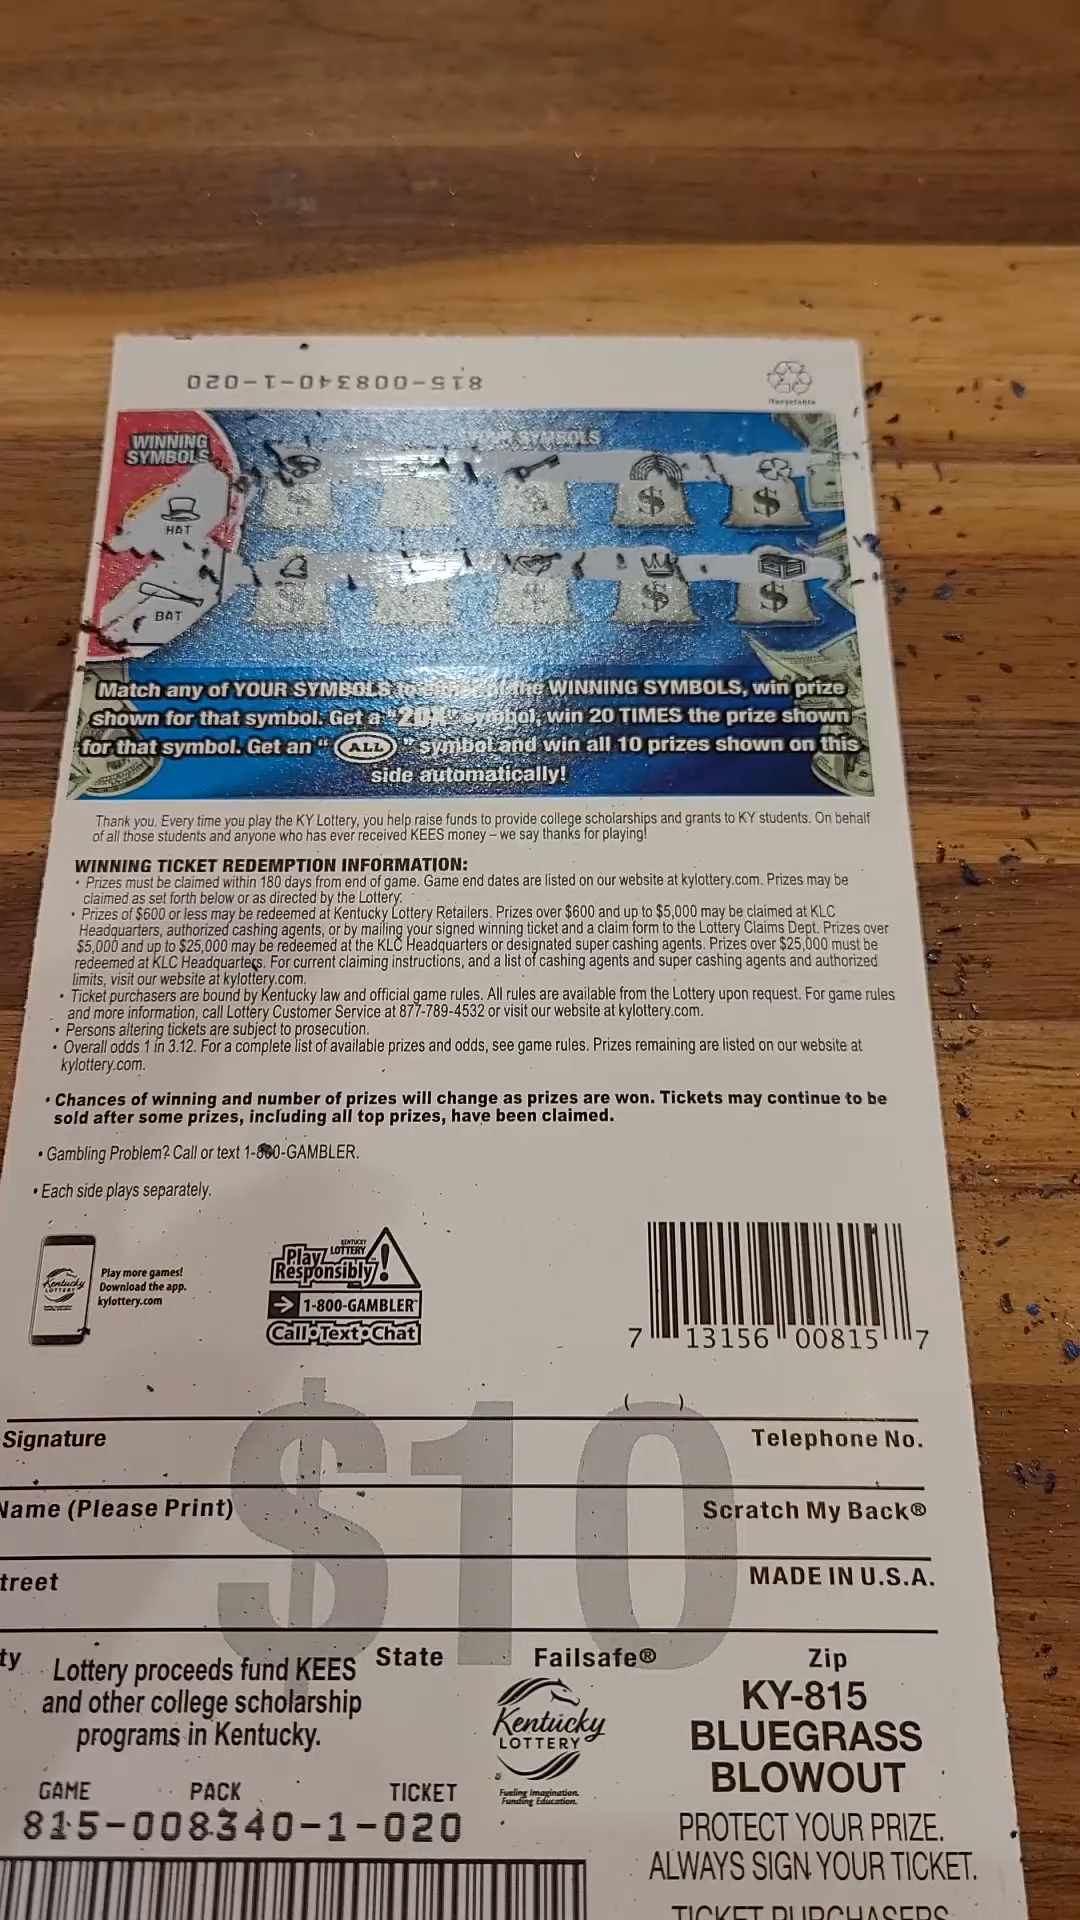 815-008340-1-020
Recyclable
WINNING
SYMBOLS
SYMBOLS
HAT
BAT
Match any of YOUR SYMBOLS to either of the WINNING SYMBOLS, win prize
shown for that symbol. Get a "20X" symbol, win 20 TIMES the prize shown
for that symbol. Get an "ALL" symbol and win all 10 prizes shown on this
side automatically!
Thank you. Every time you play the KY Lottery, you help raise funds to provide college scholarships and grants to KY students. On behalf
of all those students and anyone who has ever received KEES money – we say thanks for playing!
WINNING TICKET REDEMPTION INFORMATION:
• Prizes must be claimed within 180 days from end of game. Game end dates are listed on our website at kylottery.com. Prizes may be
claimed as set forth below or as directed by the Lottery.
• Prizes of $600 or less may be redeemed at Kentucky Lottery Retailers. Prizes over $600 and up to $5,000 may be claimed at KLC
Headquarters, authorized cashing agents, or by mailing your signed winning ticket and a claim form to the Lottery Claims Dept. Prizes over
$5,000 and up to $25,000 may be redeemed at the KLC Headquarters or designated super cashing agents. Prizes over $25,000 must be
redeemed at KLC Headquarters. For current claiming instructions, and a list of cashing agents and super cashing agents and authorized
limits, visit our website at kylottery.com.
• Ticket purchasers are bound by Kentucky law and official game rules. All rules are available from the Lottery upon request. For game rules
and more information, call Lottery Customer Service at 877-789-4532 or visit our website at kylottery.com.
• Persons altering tickets are subject to prosecution.
• Overall odds 1 in 3.12. For a complete list of available prizes and odds, see game rules. Prizes remaining are listed on our website at
kylottery.com.
• Chances of winning and number of prizes will change as prizes are won. Tickets may continue to be
sold after some prizes, including all top prizes, have been claimed.
• Gambling Problem? Call or text 1-800-GAMBLER.
• Each side plays separately.
Kentucky
LOTTERY
Play more games!
Download the app.
kylottery.com
KENTUCKY
LOTTERY
Play
Responsibly!
1-800-GAMBLER
Call•Text•Chat
7 13156 00815 7
$10
( )
Signature Telephone No.
Name (Please Print) Scratch My Back®
treet MADE IN U.S.A.
ty State Failsafe® Zip
Lottery proceeds fund KEES
and other college scholarship
programs in Kentucky.
Kentucky
LOTTERY
Fueling Imagination.
Funding Education.
KY-815
BLUEGRASS
BLOWOUT
GAME PACK TICKET
815-008340-1-020
PROTECT YOUR PRIZE.
ALWAYS SIGN YOUR TICKET.
TICKET PURCHASERS